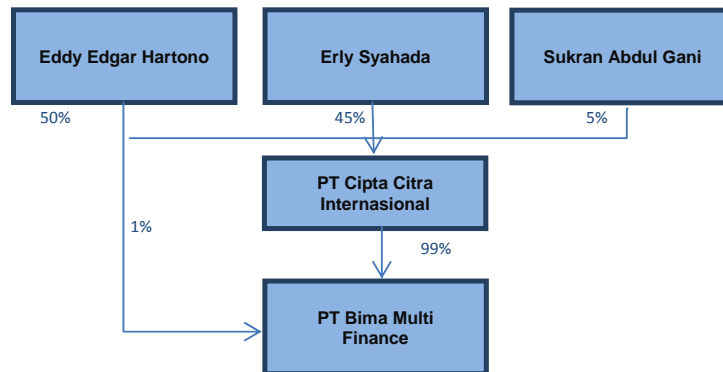 Eddy Edgar Hartono
Erly Syahada
Sukran Abdul Gani
50%
45%
5%
PT Cipta Citra
Internasional
1%
99%
PT Bima Multi
Finance